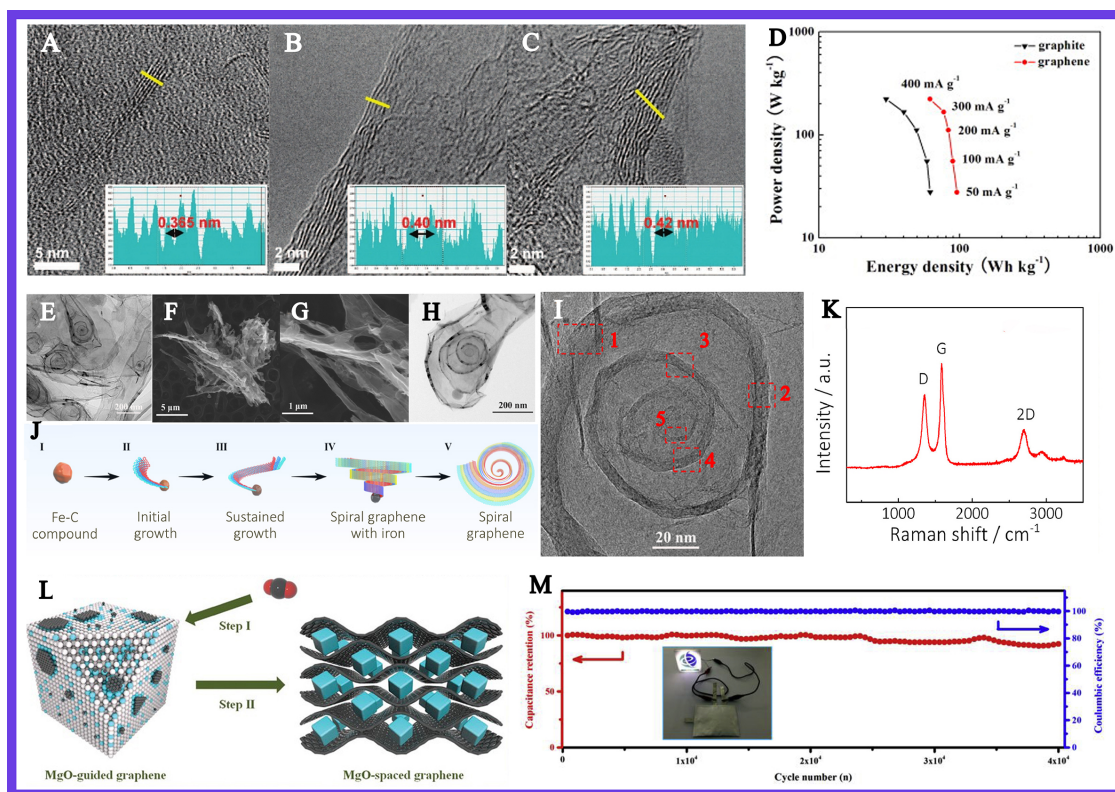 A
0.365 nm
5 nm
B
0.40 nm
2 nm
C
0.42 nm
2 nm
D
graphite
graphene
400 mA g⁻¹
300 mA g⁻¹
200 mA g⁻¹
100 mA g⁻¹
50 mA g⁻¹
Power density (W kg⁻¹)
1000
100
10
10
100
1000
Energy density (Wh kg⁻¹)
E
200 nm
F
5 μm
G
1 μm
H
200 nm
I
1
2
3
4
5
20 nm
K
D
G
2D
Intensity / a.u.
1000
2000
3000
Raman shift / cm⁻¹
J
I
II
III
IV
V
Fe-C
compound
Initial
growth
Sustained
growth
Spiral graphene
with iron
Spiral
graphene
L
Step I
Step II
MgO-guided graphene
MgO-spaced graphene
M
Capacitance retention (%)
100
50
0
0
1x10⁴
2x10⁴
3x10⁴
4x10⁴
Cycle number (n)
100
80
60
40
20
0
Coulumbic efficiency (%)